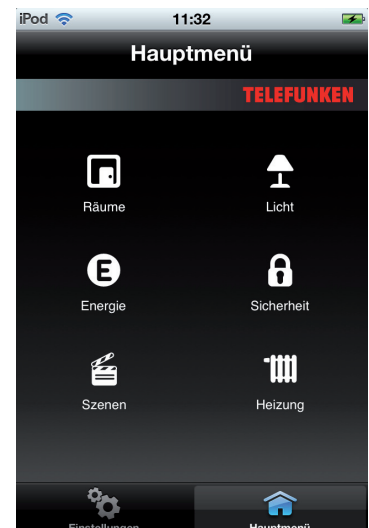 iPod 11:32
Hauptmenü
TELEFUNKEN
Räume Licht
E
Energie Sicherheit
Szenen Heizung
Einstellungen Hauptmenü